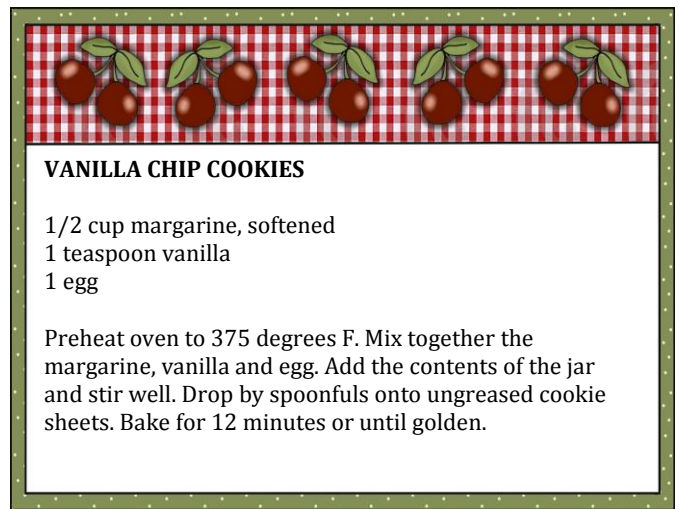 VANILLA CHIP COOKIES
1/2 cup margarine, softened
1 teaspoon vanilla
1 egg
Preheat oven to 375 degrees F. Mix together the
margarine, vanilla and egg. Add the contents of the jar
and stir well. Drop by spoonfuls onto ungreased cookie
sheets. Bake for 12 minutes or until golden.